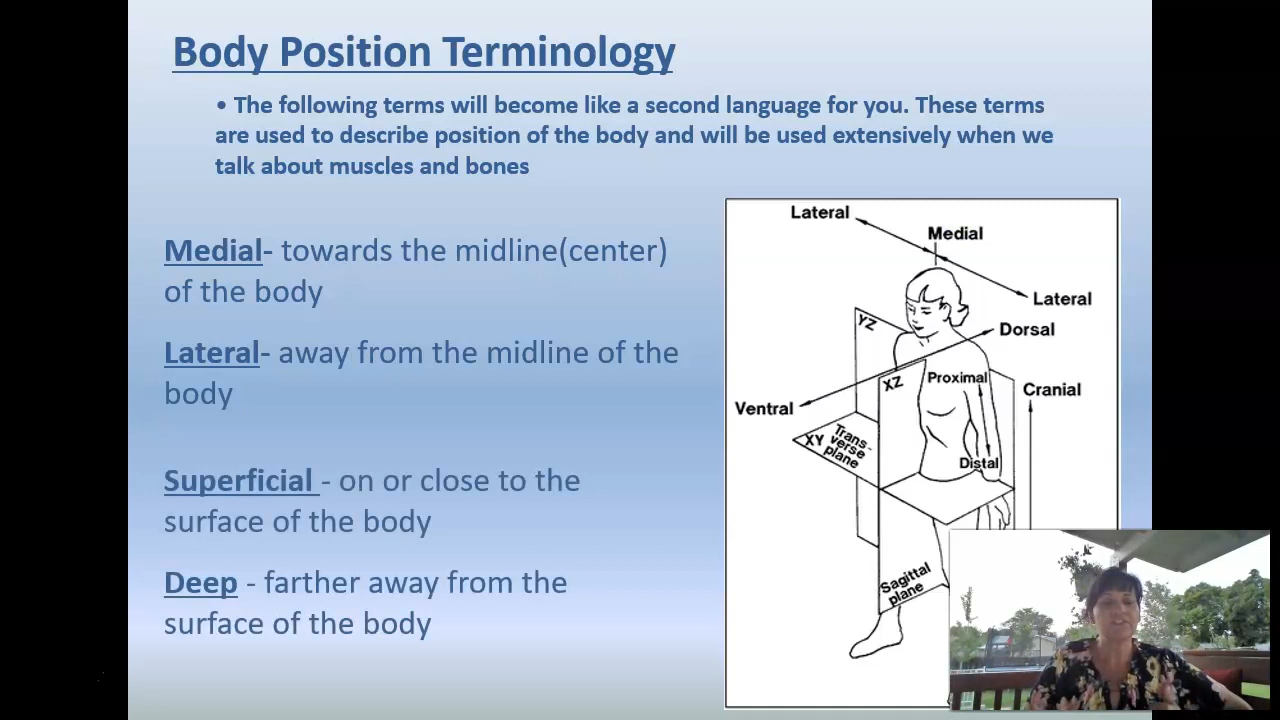 Body Position Terminology
• The following terms will become like a second language for you. These terms
are used to describe position of the body and will be used extensively when we
talk about muscles and bones
Medial- towards the midline(center)
of the body
Lateral- away from the midline of the
body
Superficial - on or close to the
surface of the body
Deep - farther away from the
surface of the body
Lateral
Medial
Lateral
Dorsal
YZ
XZ
Proximal
Cranial
Ventral
XY Trans-
verse
plane
Distal
Sagittal
plane